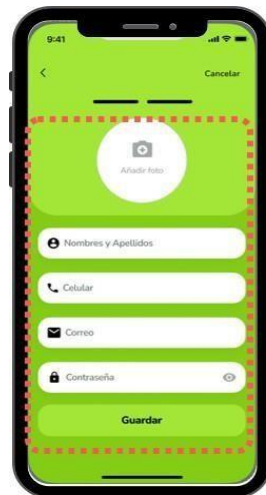 9:41
Cancelar
Añadir foto
Nombres y Apellidos
Celular
Correo
Contraseña
Guardar